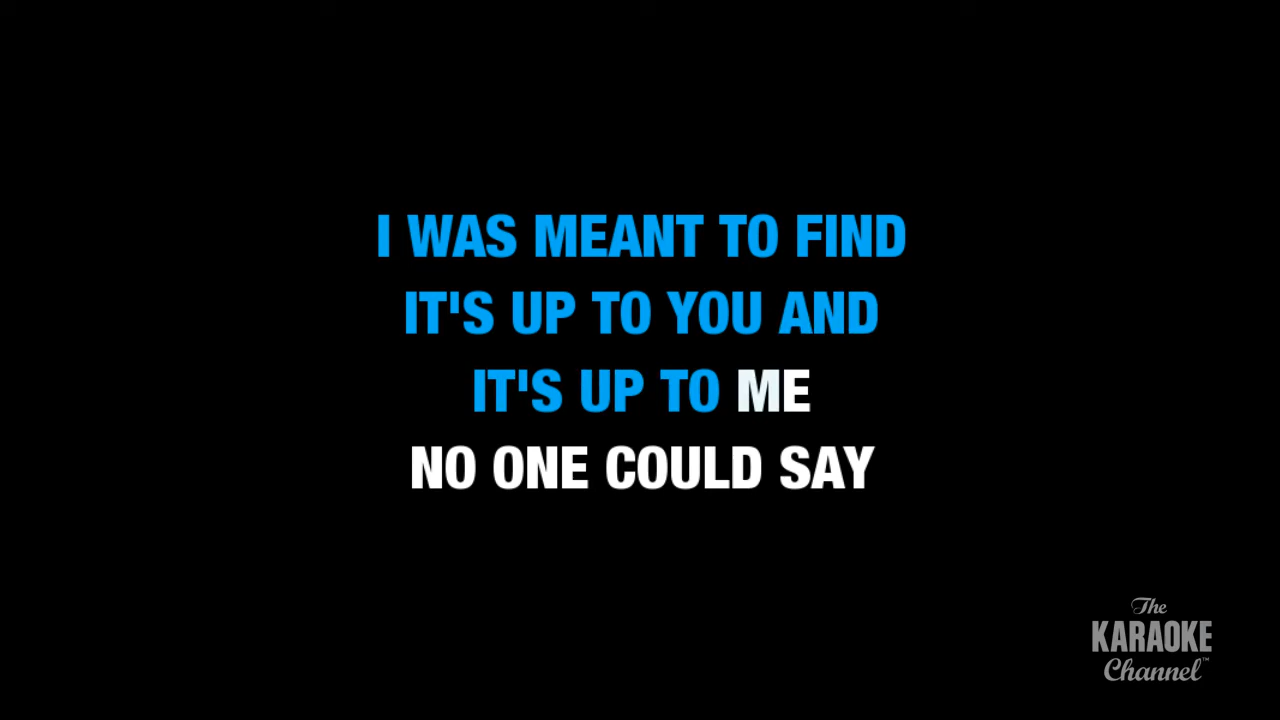 I WAS MEANT TO FIND
IT'S UP TO YOU AND
IT'S UP TO ME
NO ONE COULD SAY
The
KARAOKE
Channel™